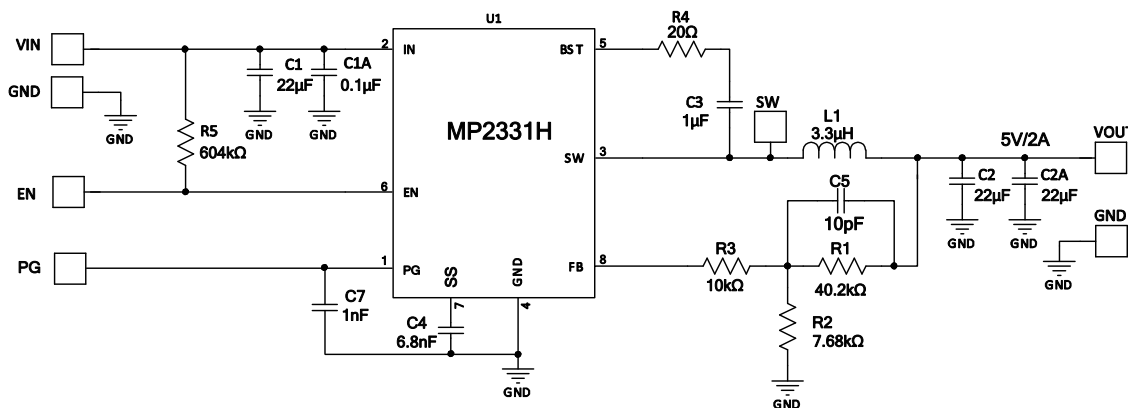 U1
VIN
2
IN
C1
22µF
C1A
0.1µF
GND
GND
GND
GND
R5
604kΩ
EN
6
EN
PG
1
PG
C7
1nF
SS
7
C4
6.8nF
GND
4
GND
MP2331H
BST
5
R4
20Ω
C3
1µF
SW
SW
3
L1
3.3µH
5V/2A
VOUT
C2
22µF
C2A
22µF
GND
GND
GND
GND
C5
10pF
FB
8
R3
10kΩ
R1
40.2kΩ
R2
7.68kΩ
GND